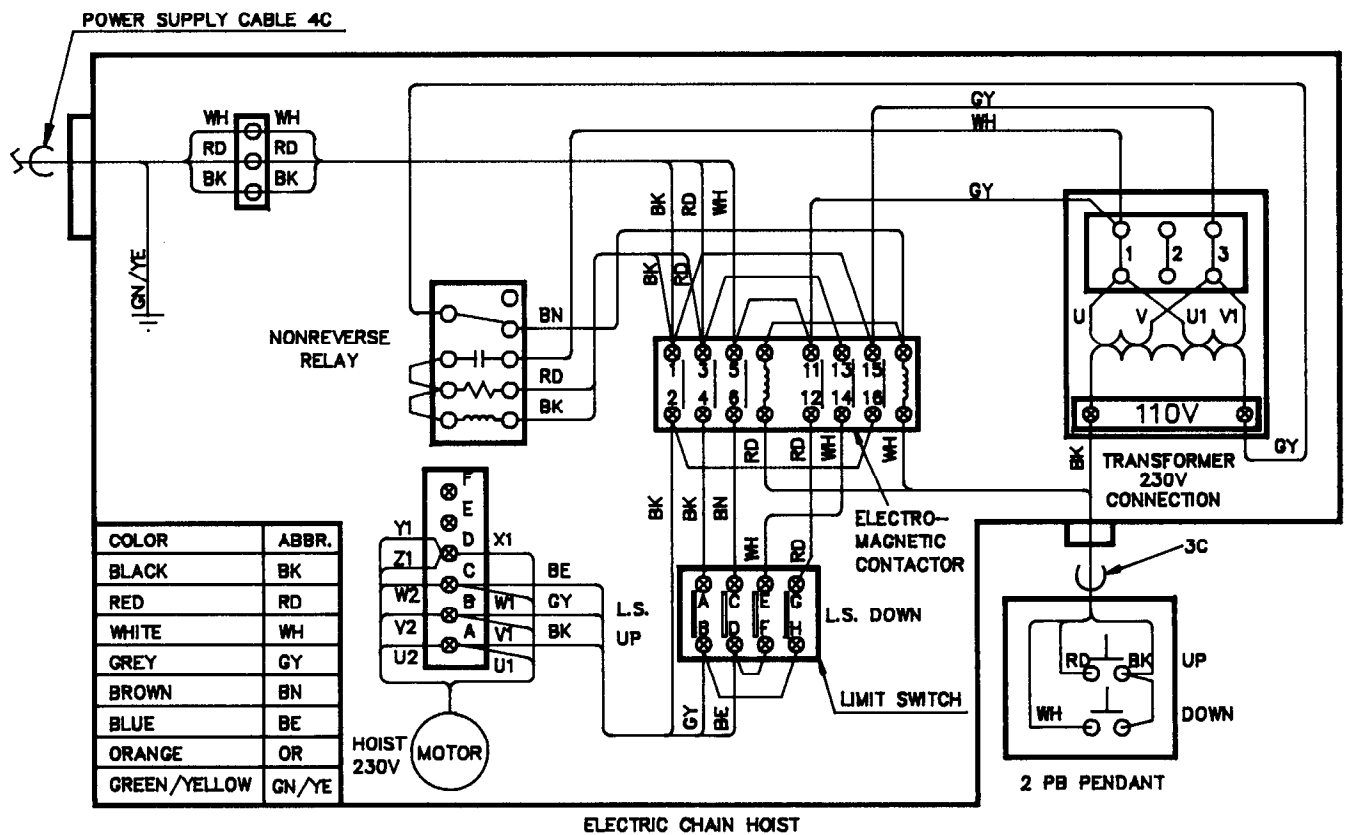 POWER SUPPLY CABLE 4C
WH WH
RD RD
BK BK
GN/YE
GY
WH
GY
BK RD WH
BK RD
NONREVERSE
RELAY
BN
RD
BK
1 3 5 11 13 15
2 4 6 12 14 16
1 2 3
U V U1 V1
110V
BK
GY
TRANSFORMER
230V
CONNECTION
RD RD WH WH
BK BK BN
WH RD
ELECTRO-
MAGNETIC
CONTACTOR
F
E
D
C
B
A
Y1 X1
Z1
W2 W1
V2 V1
U2 U1
BE
GY
BK
L.S.
UP
A C E G
B D F H
L.S. DOWN
LIMIT SWITCH
GY BE
HOIST
230V
MOTOR
3C
RD BK UP
WH DOWN
2 PB PENDANT
COLOR ABBR.
BLACK BK
RED RD
WHITE WH
GREY GY
BROWN BN
BLUE BE
ORANGE OR
GREEN/YELLOW GN/YE
ELECTRIC CHAIN HOIST